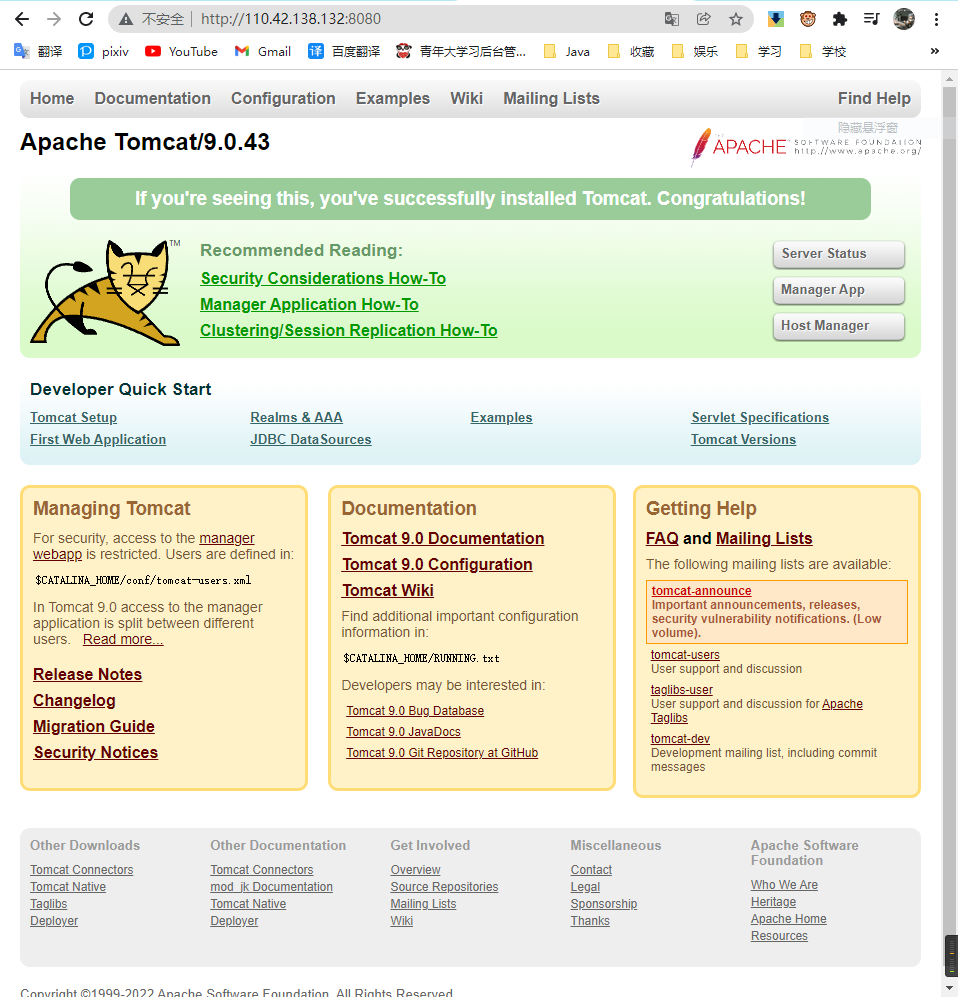 不安全 http://110.42.138.132:8080
翻译 pixiv YouTube Gmail 百度翻译 青年大学习后台管... Java 收藏 娱乐 学习 学校 »
Home Documentation Configuration Examples Wiki Mailing Lists Find Help
隐藏悬浮窗
Apache Tomcat/9.0.43
APACHE™ SOFTWARE FOUNDATION
http://www.apache.org/
If you're seeing this, you've successfully installed Tomcat. Congratulations!
TM
Recommended Reading:
Security Considerations How-To
Manager Application How-To
Clustering/Session Replication How-To
Server Status
Manager App
Host Manager
Developer Quick Start
Tomcat Setup
First Web Application
Realms & AAA
JDBC DataSources
Examples
Servlet Specifications
Tomcat Versions
Managing Tomcat
For security, access to the manager
webapp is restricted. Users are defined in:
$CATALINA_HOME/conf/tomcat-users.xml
In Tomcat 9.0 access to the manager
application is split between different
users. Read more...
Release Notes
Changelog
Migration Guide
Security Notices
Documentation
Tomcat 9.0 Documentation
Tomcat 9.0 Configuration
Tomcat Wiki
Find additional important configuration
information in:
$CATALINA_HOME/RUNNING.txt
Developers may be interested in:
Tomcat 9.0 Bug Database
Tomcat 9.0 JavaDocs
Tomcat 9.0 Git Repository at GitHub
Getting Help
FAQ and Mailing Lists
The following mailing lists are available:
tomcat-announce
Important announcements, releases,
security vulnerability notifications. (Low
volume).
tomcat-users
User support and discussion
taglibs-user
User support and discussion for Apache
Taglibs
tomcat-dev
Development mailing list, including commit
messages
Other Downloads
Tomcat Connectors
Tomcat Native
Taglibs
Deployer
Other Documentation
Tomcat Connectors
mod_jk Documentation
Tomcat Native
Deployer
Get Involved
Overview
Source Repositories
Mailing Lists
Wiki
Miscellaneous
Contact
Legal
Sponsorship
Thanks
Apache Software
Foundation
Who We Are
Heritage
Apache Home
Resources
Copyright ©1999-2022 Apache Software Foundation. All Rights Reserved